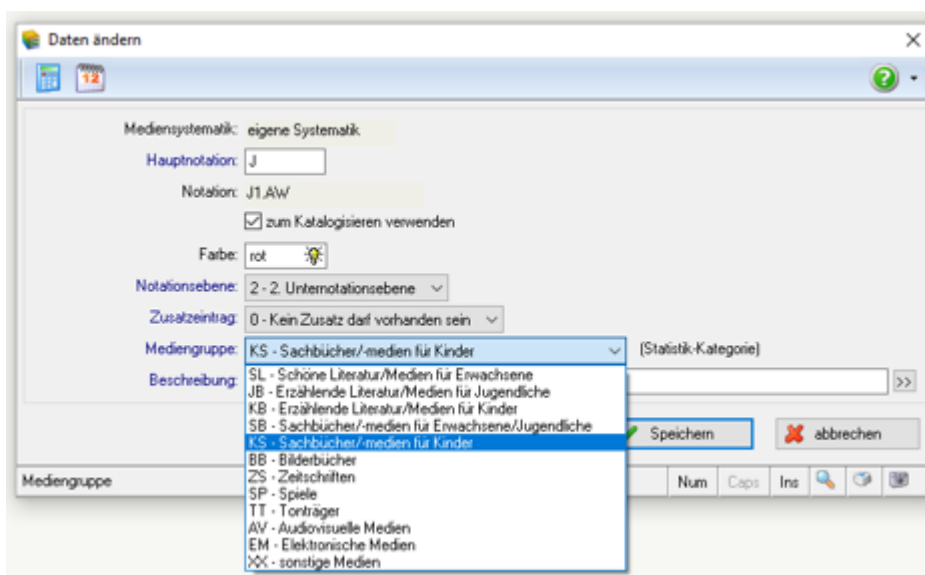 Daten ändern
12
Mediensystematik: eigene Systematik
Hauptnotation: J
Notation: J1.AW
zum Katalogisieren verwenden
Farbe: rot
Notationsebene: 2 - 2. Unternotationsebene
Zusatzeintrag: 0 - Kein Zusatz darf vorhanden sein
Mediengruppe: KS - Sachbücher/-medien für Kinder (Statistik-Kategorie)
Beschreibung: >>
SL - Schöne Literatur/Medien für Erwachsene
JB - Erzählende Literatur/Medien für Jugendliche
KB - Erzählende Literatur/Medien für Kinder
SB - Sachbücher/-medien für Erwachsene/Jugendliche
KS - Sachbücher/-medien für Kinder
BB - Bilderbücher
ZS - Zeitschriften
SP - Spiele
TT - Tonträger
AV - Audiovisuelle Medien
EM - Elektronische Medien
XX - sonstige Medien
Speichern abbrechen
Mediengruppe Num Caps Ins